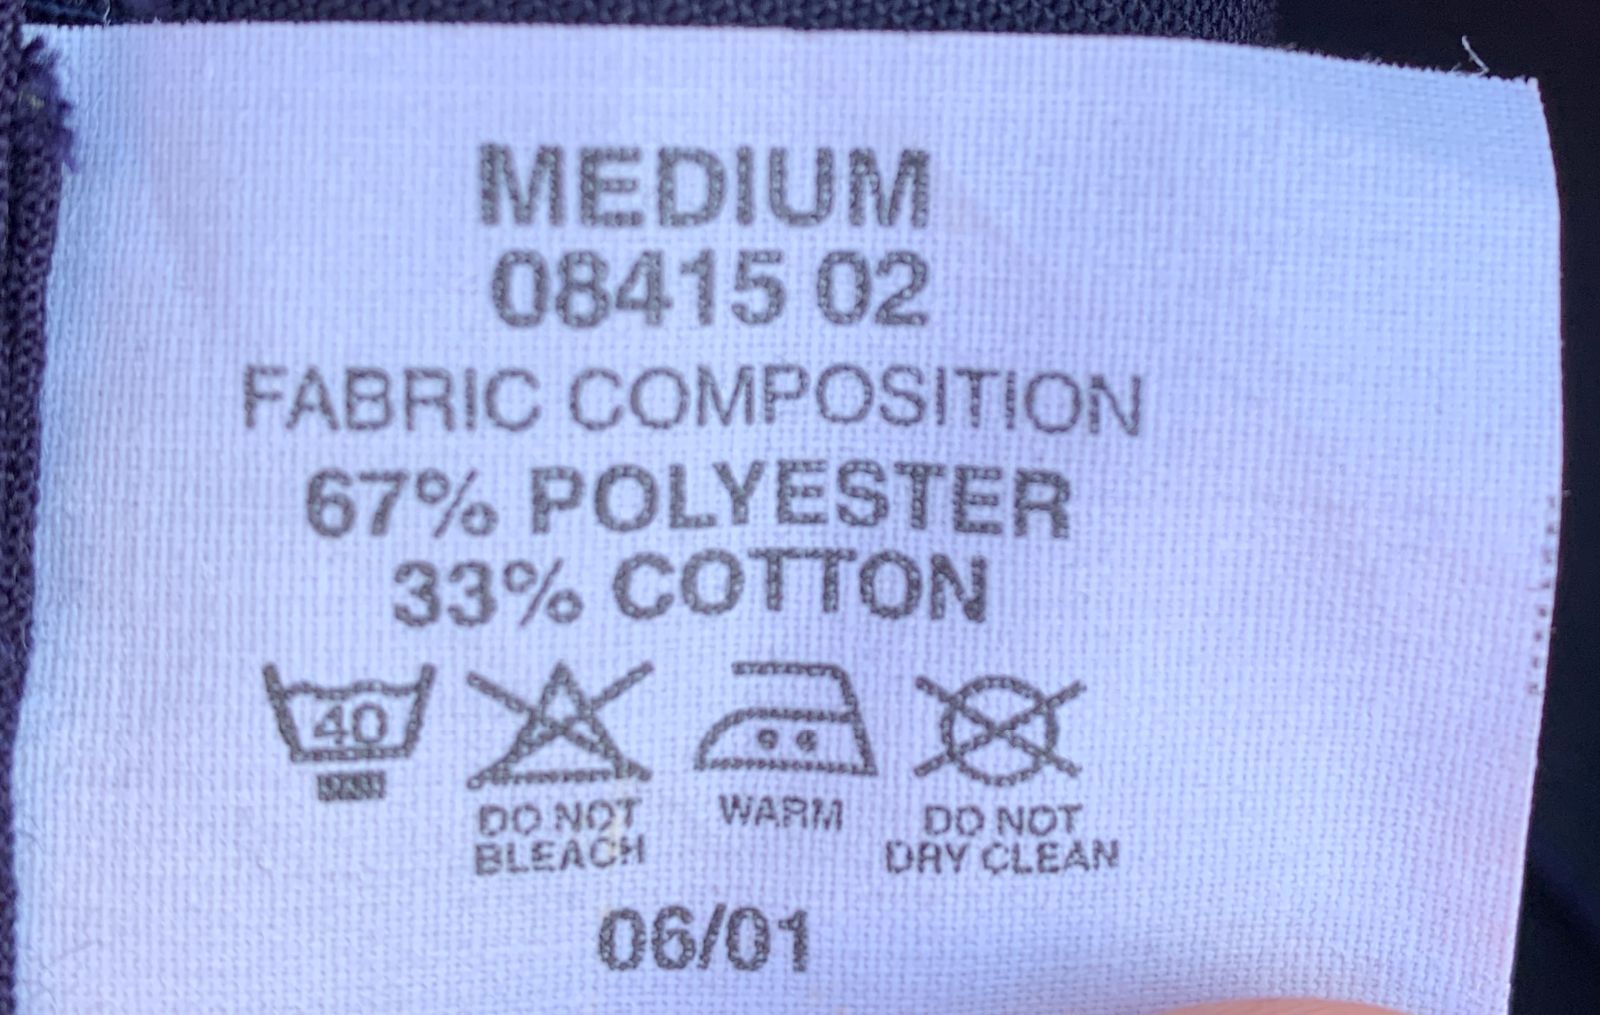 MEDIUM
08415 02
FABRIC COMPOSITION
67% POLYESTER
33% COTTON
40
DO NOT
BLEACH
WARM
DO NOT
DRY CLEAN
06/01